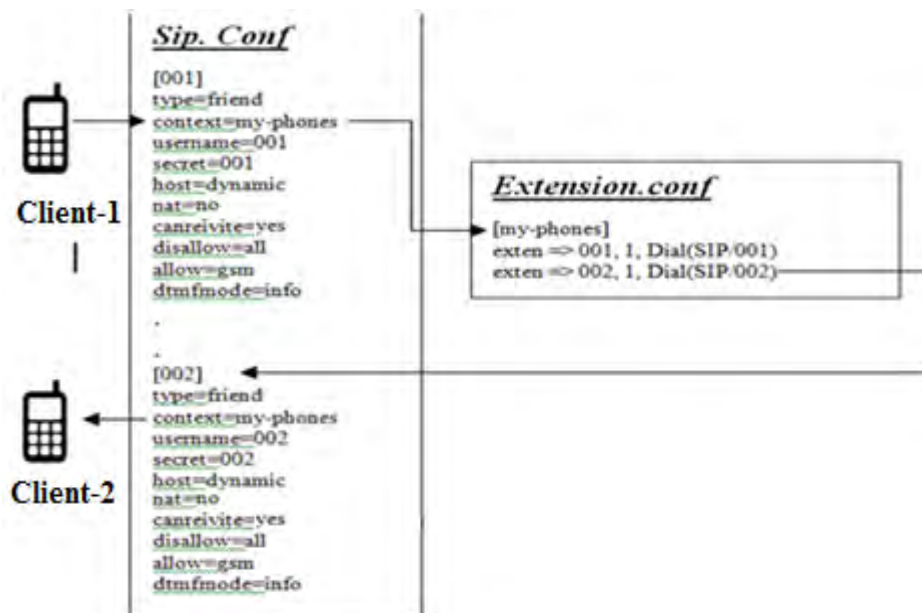 Sip. Conf
[001]
type=friend
context=my-phones
username=001
secret=001
host=dynamic
nat=no
canreivite=yes
disallow=all
allow=gsm
dtmfmode=info
.
.
[002]
type=friend
context=my-phones
username=002
secret=002
host=dynamic
nat=no
canreivite=yes
disallow=all
allow=gsm
dtmfmode=info
Client-1
Client-2
Extension.conf
[my-phones]
exten => 001, 1, Dial(SIP/001)
exten => 002, 1, Dial(SIP/002)